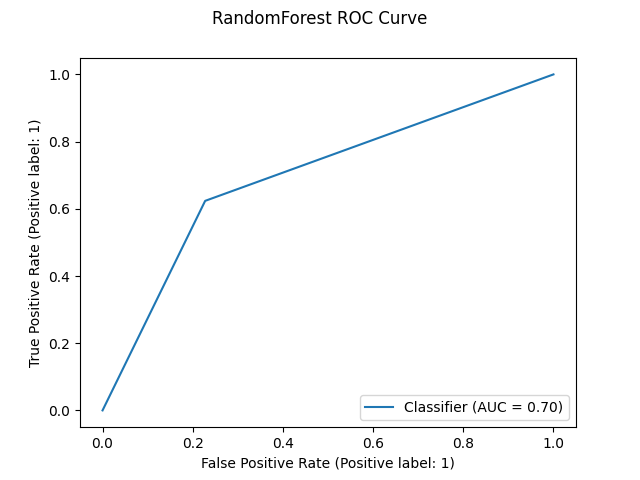 RandomForest ROC Curve
1.0
0.8
0.6
0.4
0.2
0.0
True Positive Rate (Positive label: 1)
Classifier (AUC = 0.70)
0.0 0.2 0.4 0.6 0.8 1.0
False Positive Rate (Positive label: 1)